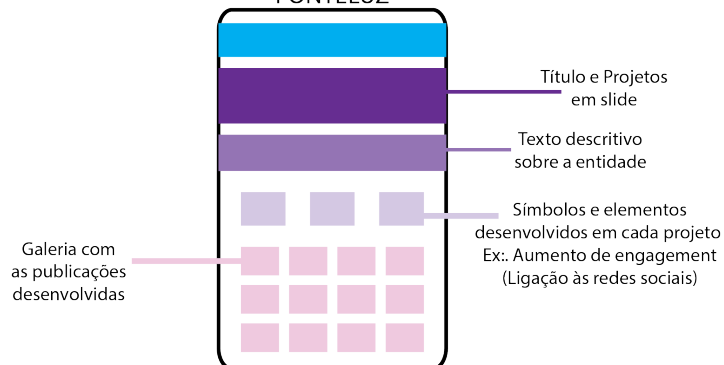 FONTELUZ
Título e Projetos
em slide
Texto descritivo
sobre a entidade
Símbolos e elementos
desenvolvidos em cada projeto
Ex:. Aumento de engagement
(Ligação às redes sociais)
Galeria com
as publicações
desenvolvidas